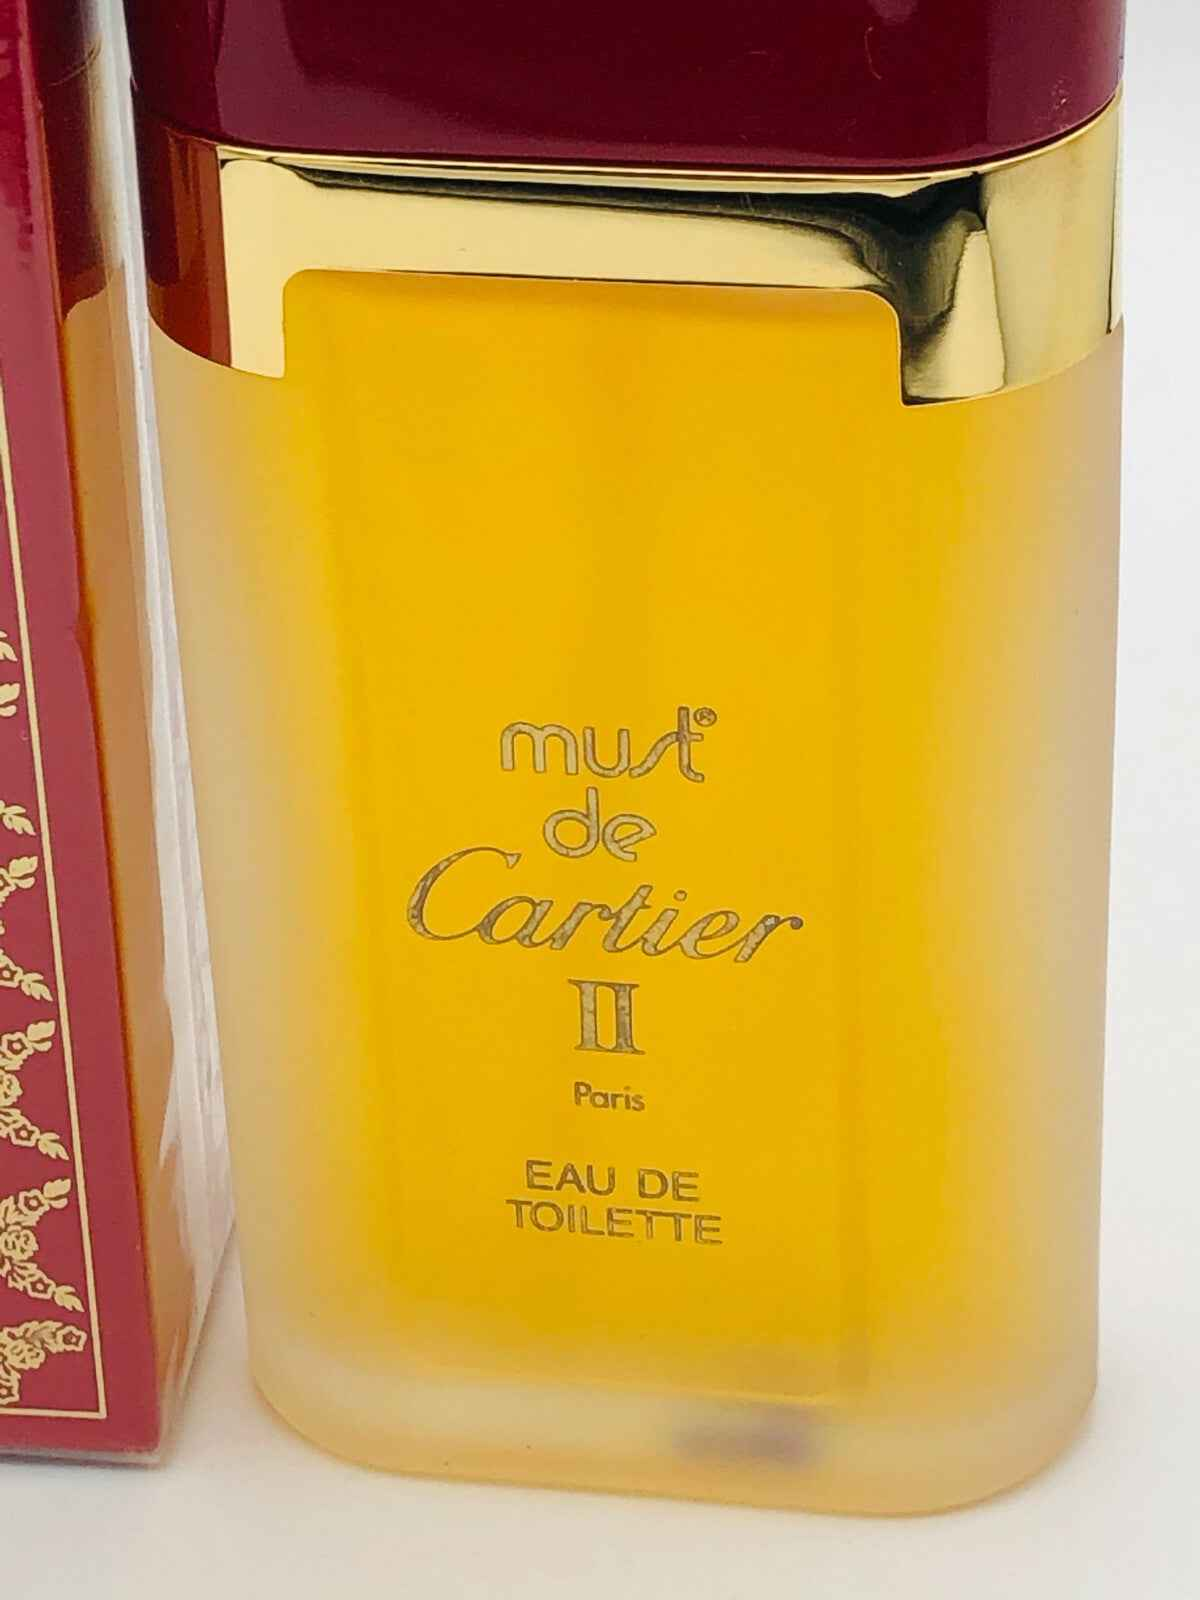 must®
de
Cartier
II
Paris
EAU DE
TOILETTE